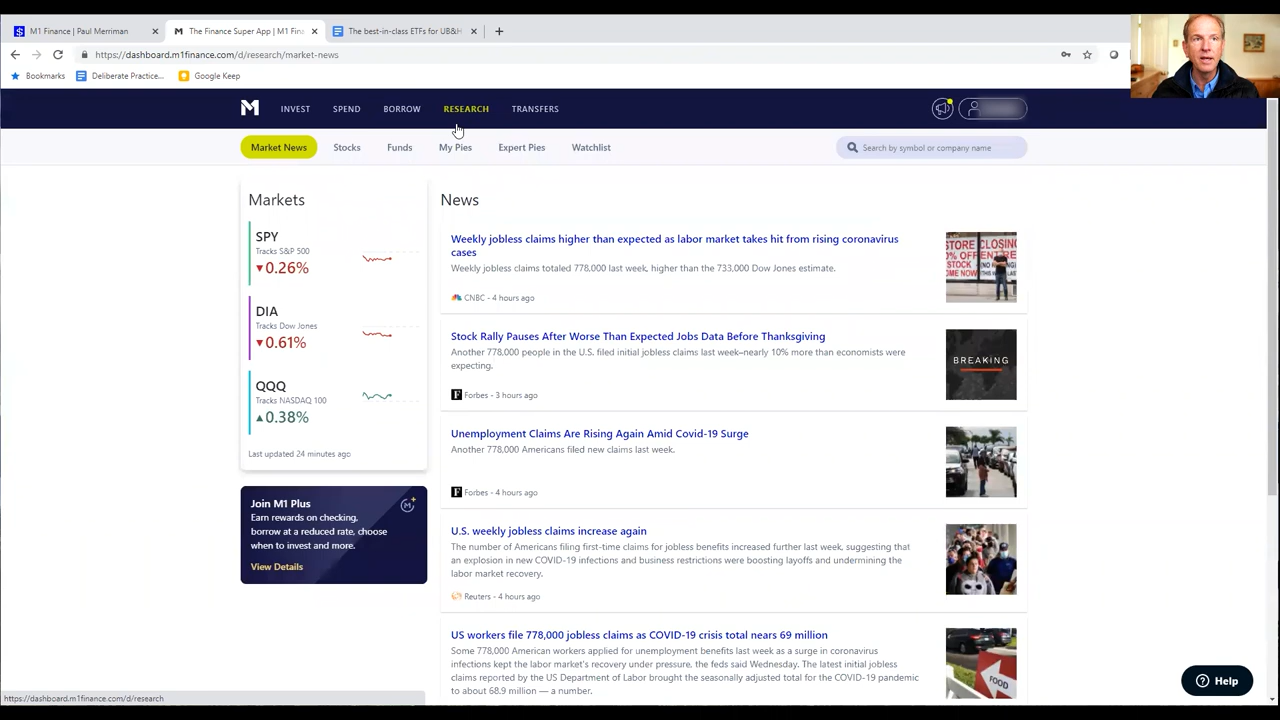 M1 Finance | Paul Merriman
The Finance Super App | M1 Fina
The best-in-class ETFs for UB&H
https://dashboard.m1finance.com/d/research/market-news
Bookmarks
Deliberate Practice...
Google Keep
INVEST SPEND BORROW RESEARCH TRANSFERS
Market News Stocks Funds My Pies Expert Pies Watchlist
Search by symbol or company name
Markets
SPY
Tracks S&P 500
▼0.26%
DIA
Tracks Dow Jones
▼0.61%
QQQ
Tracks NASDAQ 100
▲0.38%
Last updated 24 minutes ago
Join M1 Plus
Earn rewards on checking,
borrow at a reduced rate, choose
when to invest and more.
View Details
News
Weekly jobless claims higher than expected as labor market takes hit from rising coronavirus
cases
Weekly jobless claims totaled 778,000 last week, higher than the 733,000 Dow Jones estimate.
CNBC - 4 hours ago
STORE CLOSING
Stock Rally Pauses After Worse Than Expected Jobs Data Before Thanksgiving
Another 778,000 people in the U.S. filed initial jobless claims last week–nearly 10% more than economists were
expecting.
Forbes - 3 hours ago
BREAKING
Unemployment Claims Are Rising Again Amid Covid-19 Surge
Another 778,000 Americans filed new claims last week.
Forbes - 4 hours ago
U.S. weekly jobless claims increase again
The number of Americans filing first-time claims for jobless benefits increased further last week, suggesting that
an explosion in new COVID-19 infections and business restrictions were boosting layoffs and undermining the
labor market recovery.
Reuters - 4 hours ago
US workers file 778,000 jobless claims as COVID-19 crisis total nears 69 million
Some 778,000 American workers applied for unemployment benefits last week as a surge in coronavirus
infections kept the labor market's recovery under pressure, the feds said Wednesday. The latest initial jobless
claims reported by the US Department of Labor brought the seasonally adjusted total for the COVID-19 pandemic
to about 68.9 million — a number.
FOOD
Help
https://dashboard.m1finance.com/d/research